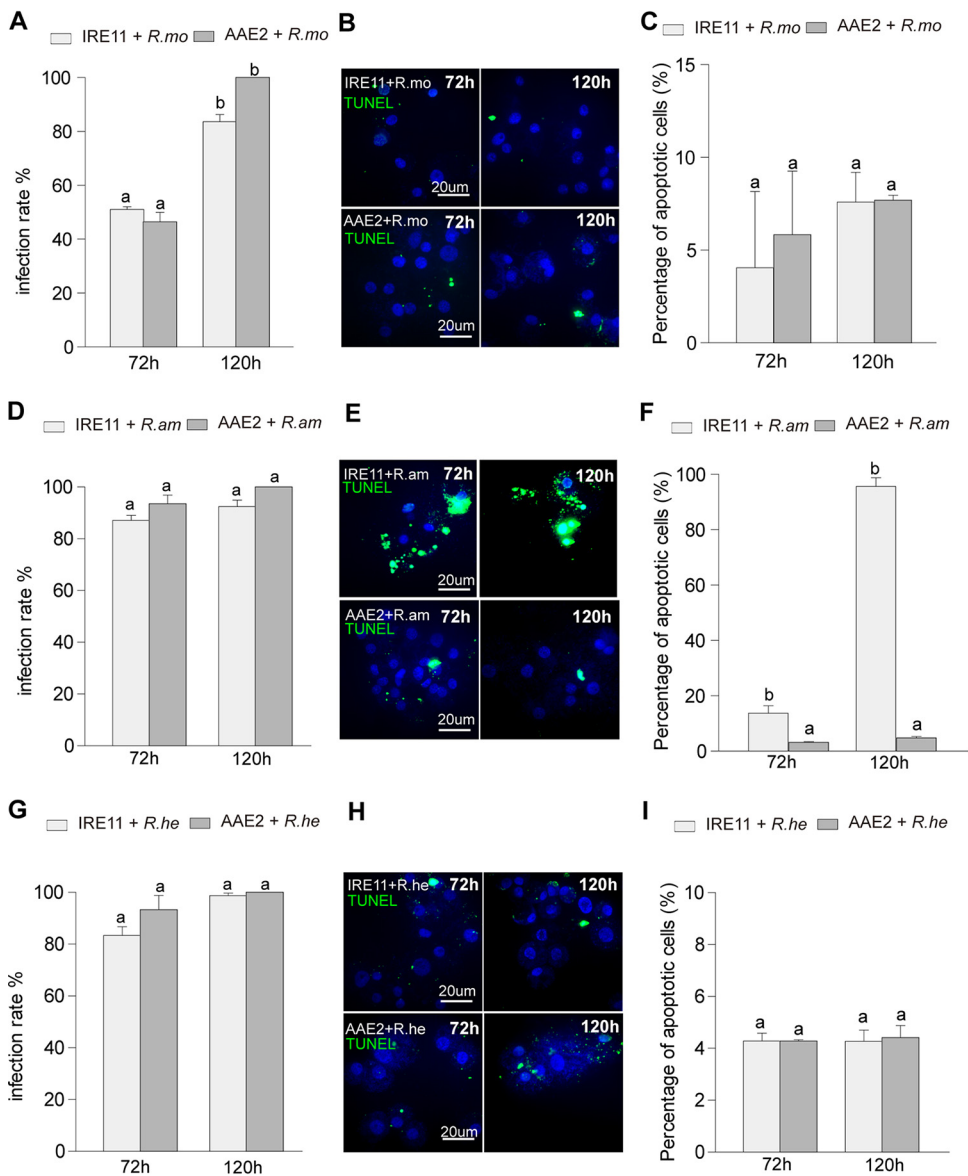 A
IRE11 + R.mo AAE2 + R.mo
infection rate %
100
80
60
40
20
0
a
a
b
b
72h
120h
B
IRE11+R.mo
72h
TUNEL
20um
120h
AAE2+R.mo
72h
TUNEL
20um
120h
C
IRE11 + R.mo AAE2 + R.mo
Percentage of apoptotic cells (%)
15
10
5
0
a
a
a
a
72h
120h
D
IRE11 + R.am AAE2 + R.am
infection rate %
100
80
60
40
20
0
a
a
a
a
72h
120h
E
IRE11+R.am
72h
TUNEL
20um
120h
AAE2+R.am
72h
TUNEL
20um
120h
F
IRE11 + R.am AAE2 + R.am
Percentage of apoptotic cells (%)
100
80
60
40
20
0
b
a
b
a
72h
120h
G
IRE11 + R.he AAE2 + R.he
infection rate %
100
80
60
40
20
0
a
a
a
a
72h
120h
H
IRE11+R.he
72h
TUNEL
20um
120h
AAE2+R.he
72h
TUNEL
20um
120h
I
IRE11 + R.he AAE2 + R.he
Percentage of apoptotic cells (%)
10
8
6
4
2
0
a
a
a
a
72h
120h